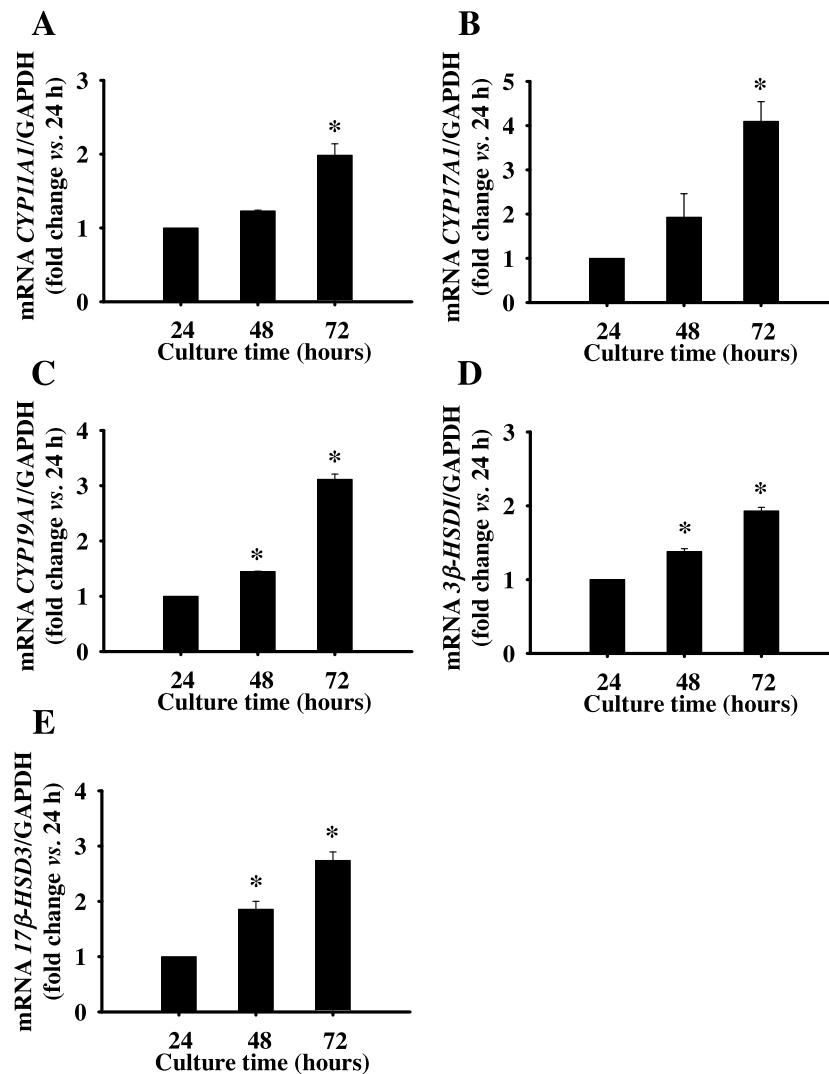 A
mRNA CYP11A1/GAPDH
(fold change vs. 24 h)
3
2
1
0
*
24 48 72
Culture time (hours)
B
mRNA CYP17A1/GAPDH
(fold change vs. 24 h)
5
4
3
2
1
0
*
24 48 72
Culture time (hours)
C
mRNA CYP19A1/GAPDH
(fold change vs. 24 h)
4
3
2
1
0
* *
24 48 72
Culture time (hours)
D
mRNA 3β-HSDI/GAPDH
(fold change vs. 24 h)
3
2
1
0
* *
24 48 72
Culture time (hours)
E
mRNA 17β-HSD3/GAPDH
(fold change vs. 24 h)
4
3
2
1
0
* *
24 48 72
Culture time (hours)